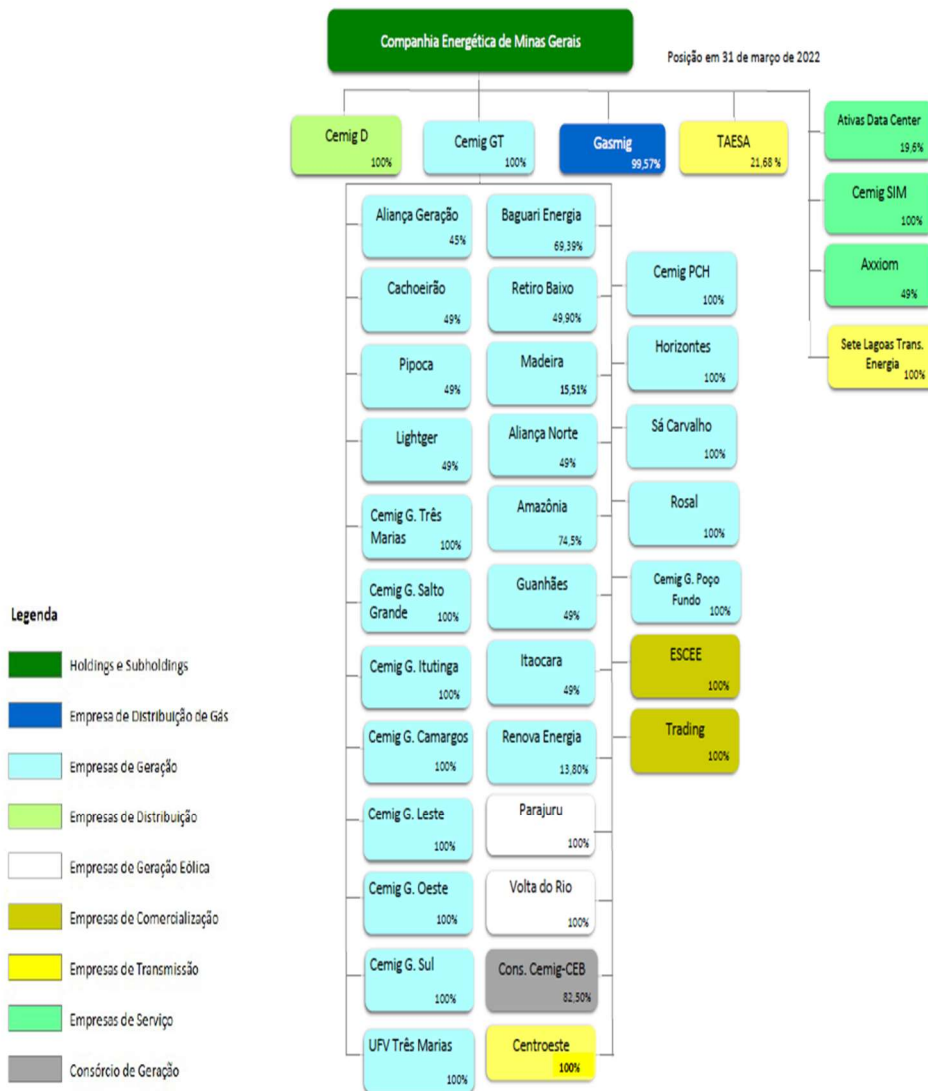 Companhia Energética de Minas Gerais
Posição em 31 de março de 2022
Cemig D
100%
Cemig GT
100%
Gasmig
99,57%
TAESA
21,68 %
Ativas Data Center
19,6%
Cemig SIM
100%
Axxiom
49%
Sete Lagoas Trans.
Energia
100%
Aliança Geração
45%
Cachoeirão
49%
Pipoca
49%
Lightger
49%
Cemig G. Três
Marias
100%
Cemig G. Salto
Grande
100%
Cemig G. Itutinga
100%
Cemig G. Camargos
100%
Cemig G. Leste
100%
Cemig G. Oeste
100%
Cemig G. Sul
100%
UFV Três Marias
100%
Baguari Energia
69,39%
Retiro Baixo
49,90%
Madeira
15,51%
Aliança Norte
49%
Amazônia
74,5%
Guanhães
49%
Itaocara
49%
Renova Energia
13,80%
Parajuru
100%
Volta do Rio
100%
Cons. Cemig-CEB
82,50%
Centroeste
100%
Cemig PCH
100%
Horizontes
100%
Sá Carvalho
100%
Rosal
100%
Cemig G. Poço
Fundo
100%
ESCEE
100%
Trading
100%
Legenda
Holdings e Subholdings
Empresa de Distribuição de Gás
Empresas de Geração
Empresas de Distribuição
Empresas de Geração Eólica
Empresas de Comercialização
Empresas de Transmissão
Empresas de Serviço
Consórcio de Geração